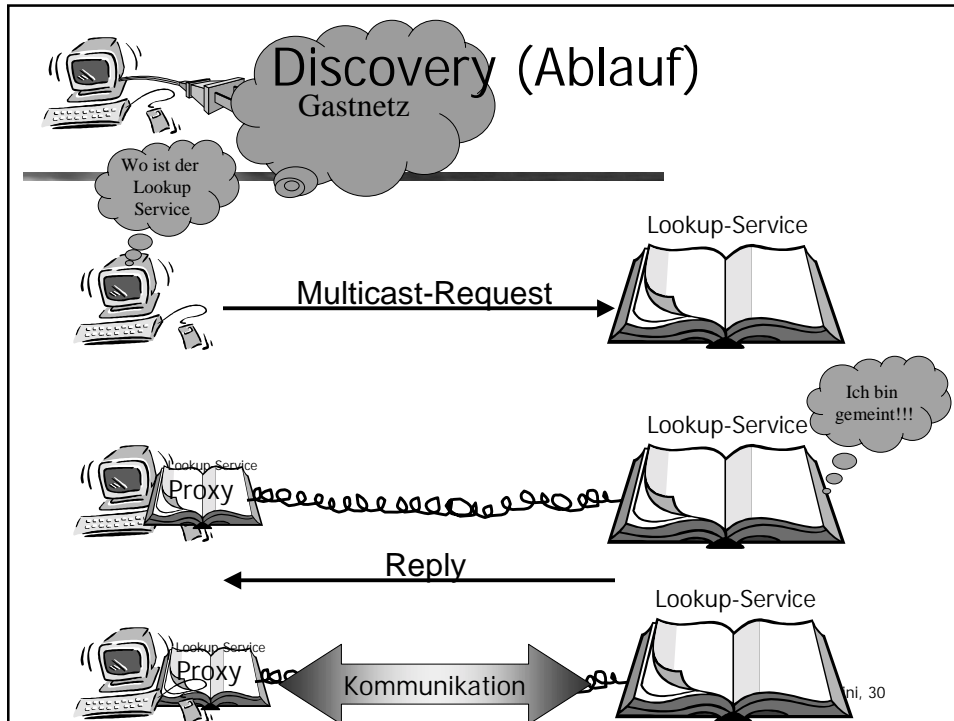 Discovery (Ablauf)
Gastnetz
Wo ist der
Lookup
Service
Lookup-Service
Multicast-Request
Ich bin
gemeint!!!
Lookup-Service
Lookup-Service
Proxy
Reply
Lookup-Service
Lookup-Service
Proxy
Kommunikation
ini, 30